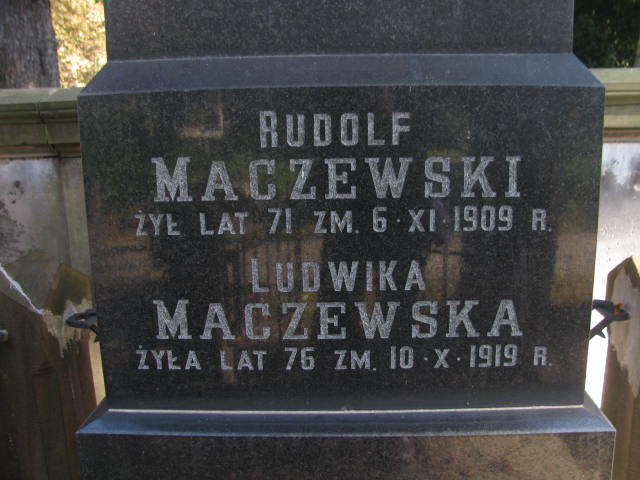 RUDOLF
MACZEWSKI
ŻYŁ LAT 71 ZM. 6·XI·1909 R.
LUDWIKA
MACZEWSKA
ŻYŁA LAT 76 ZM. 10·X·1919 R.